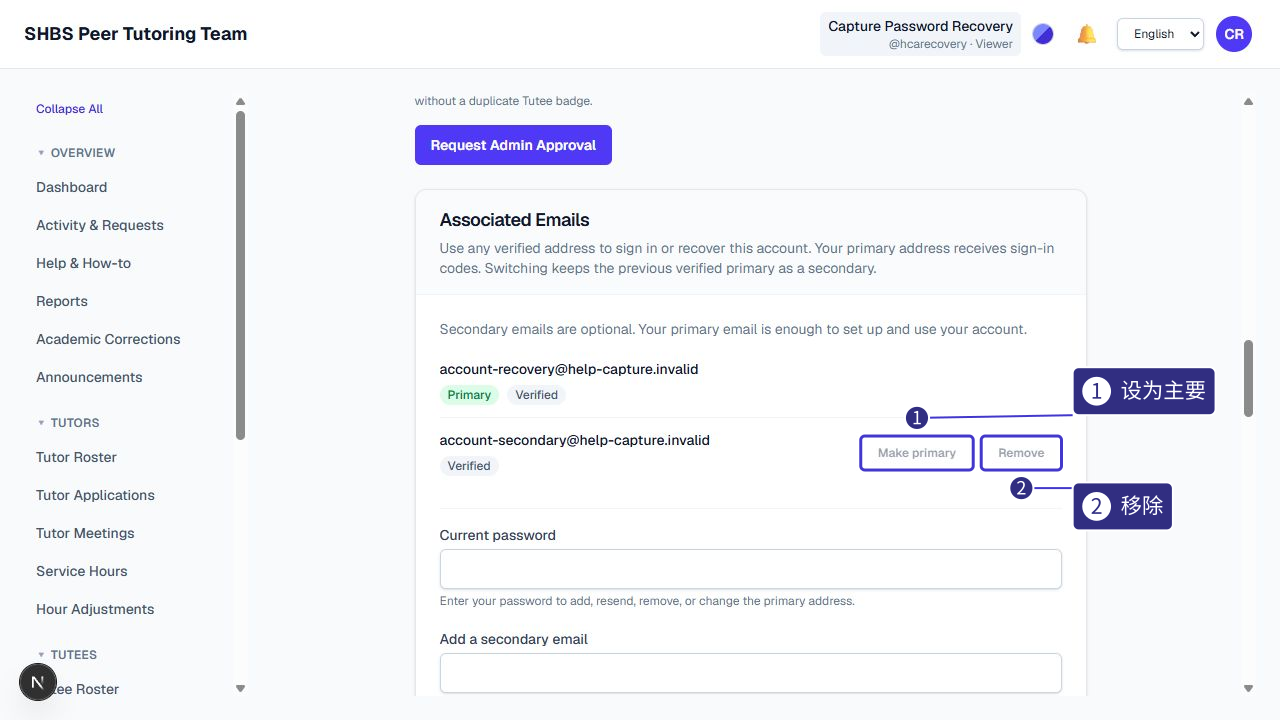 SHBS Peer Tutoring Team
Capture Password Recovery
@hcarecovery · Viewer
English
CR
Collapse All
OVERVIEW
Dashboard
Activity & Requests
Help & How-to
Reports
Academic Corrections
Announcements
TUTORS
Tutor Roster
Tutor Applications
Tutor Meetings
Service Hours
Hour Adjustments
TUTEES
N
ee Roster
without a duplicate Tutee badge.
Request Admin Approval
Associated Emails
Use any verified address to sign in or recover this account. Your primary address receives sign-in
codes. Switching keeps the previous verified primary as a secondary.
Secondary emails are optional. Your primary email is enough to set up and use your account.
account-recovery@help-capture.invalid
Primary Verified
1 设为主要
1
account-secondary@help-capture.invalid
Verified
Make primary Remove
2
2 移除
Current password
Enter your password to add, resend, remove, or change the primary address.
Add a secondary email